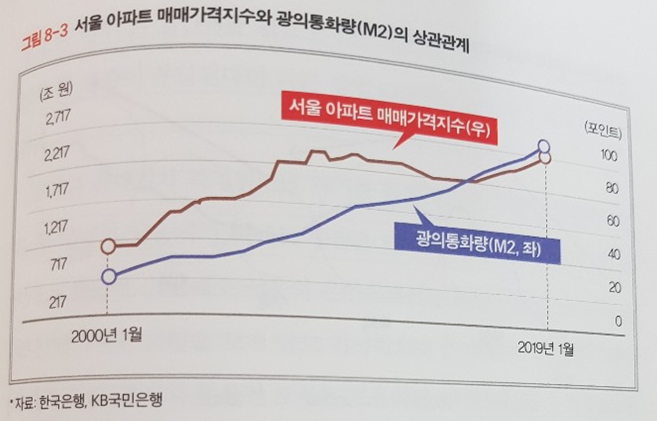 그림 8-3 서울 아파트 매매가격지수와 광의통화량(M2)의 상관관계
(조 원)
2,717
2,217
1,717
1,217
717
217
서울 아파트 매매가격지수(우)
광의통화량(M2, 좌)
(포인트)
100
80
60
40
20
0
2000년 1월
2019년 1월
*자료: 한국은행, KB국민은행